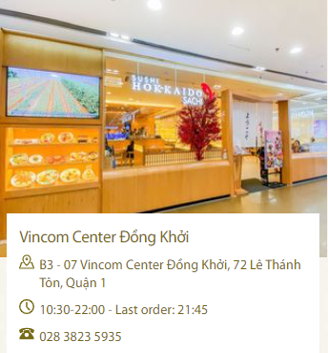 SUSHI
HOKKAIDO
SACHI
Vincom Center Đồng Khởi
B3 - 07 Vincom Center Đồng Khởi, 72 Lê Thánh
Tôn, Quận 1
10:30-22:00 - Last order: 21:45
028 3823 5935